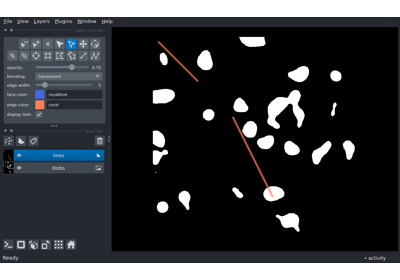 File View Layers Plugins Window Help
opacity: 0.70
blending: translucent
edge width: 5
face color: royalblue
edge color: coral
display text: ✓
lines
blobs
Ready
activity